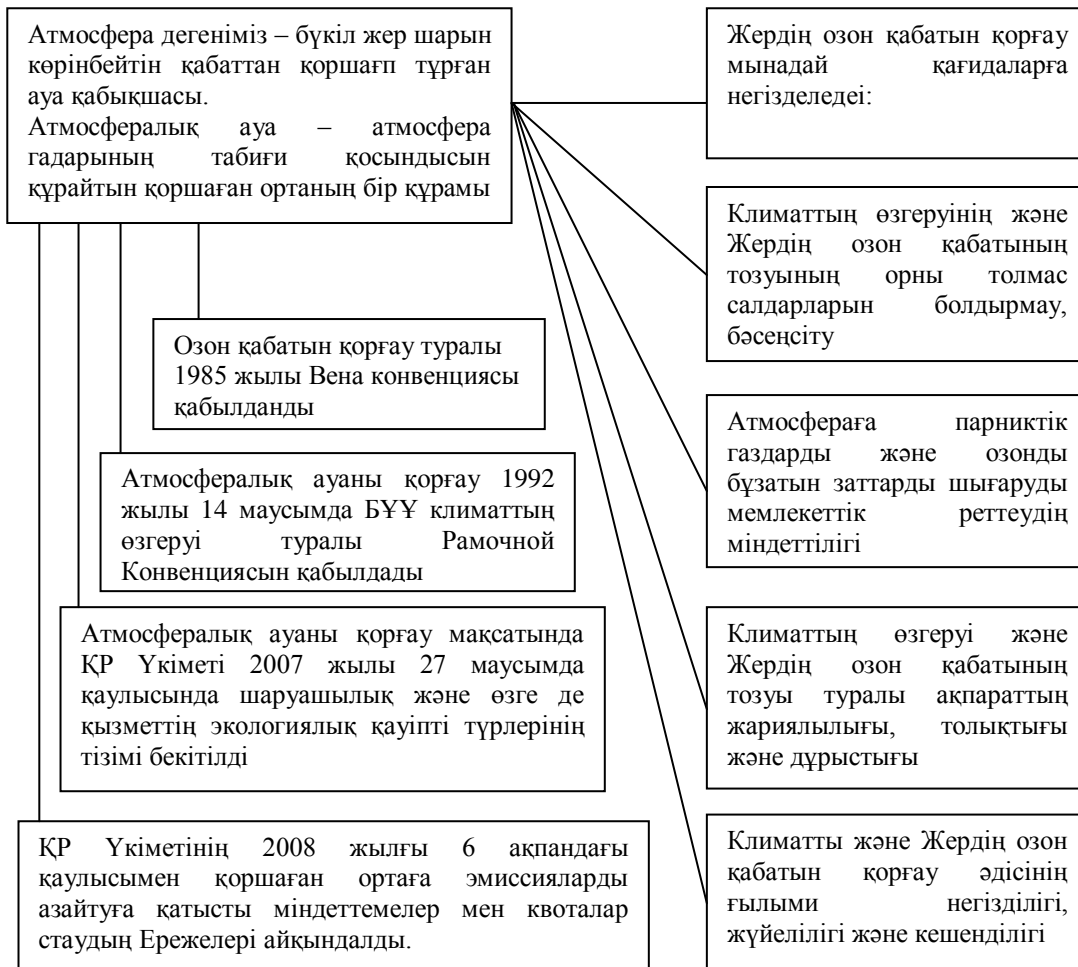 Атмосфера дегеніміз – бүкіл жер шарын
көрінбейтін қабаттан қоршағп тұрған
ауа қабықшасы.
Атмосфералық ауа – атмосфера
гадарының табиғи қосындысын
құрайтын қоршаған ортаның бір құрамы
Озон қабатын қорғау туралы
1985 жылы Вена конвенциясы
қабылданды
Атмосфералық ауаны қорғау 1992
жылы 14 маусымда БҰҰ климаттың
өзгеруі туралы Рамочной
Конвенциясын қабылдады
Атмосфералық ауаны қорғау мақсатында
ҚР Үкіметі 2007 жылы 27 маусымда
қаулысында шаруашылық және өзге де
қызметтің экологиялық қауіпті түрлерінің
тізімі бекітілді
ҚР Үкіметінің 2008 жылғы 6 ақпандағы
қаулысымен қоршаған ортаға эмиссияларды
азайтуға қатысты міндеттемелер мен квоталар
стаудың Ережелері айқындалды.
Жердің озон қабатын қорғау
мынадай қағидаларға
негізделедеі:
Климаттың өзгеруінің және
Жердің озон қабатының
тозуының орны толмас
салдарларын болдырмау,
бәсеңсіту
Атмосфераға парниктік
газдарды және озонды
бұзатын заттарды шығаруды
мемлекеттік реттеудің
міндеттілігі
Климаттың өзгеруі және
Жердің озон қабатының
тозуы туралы ақпараттың
жариялылығы, толықтығы
және дұрыстығы
Климатты және Жердің озон
қабатын қорғау әдісінің
ғылыми негізділігі,
жүйелілігі және кешенділігі